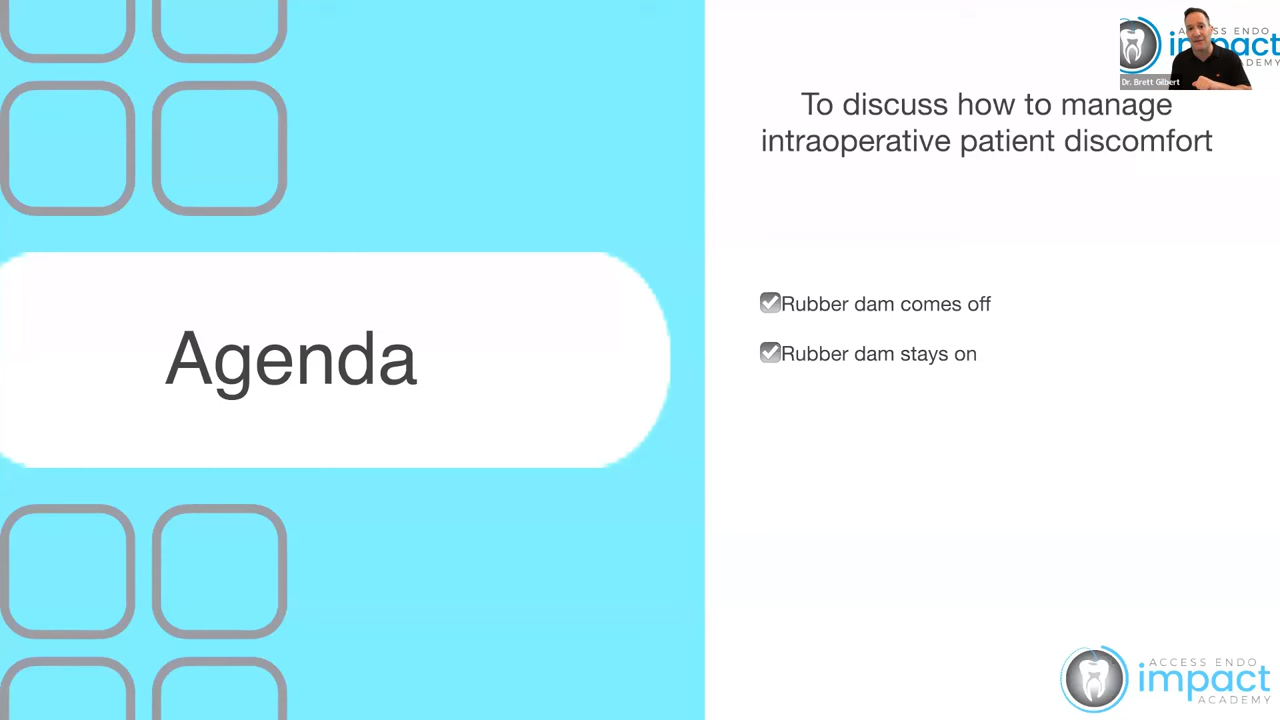 Agenda
ACCESS ENDO
impact
ACADEMY
Dr. Brett Gilbert
To discuss how to manage
intraoperative patient discomfort
Rubber dam comes off
Rubber dam stays on
ACCESS ENDO
impact
ACADEMY